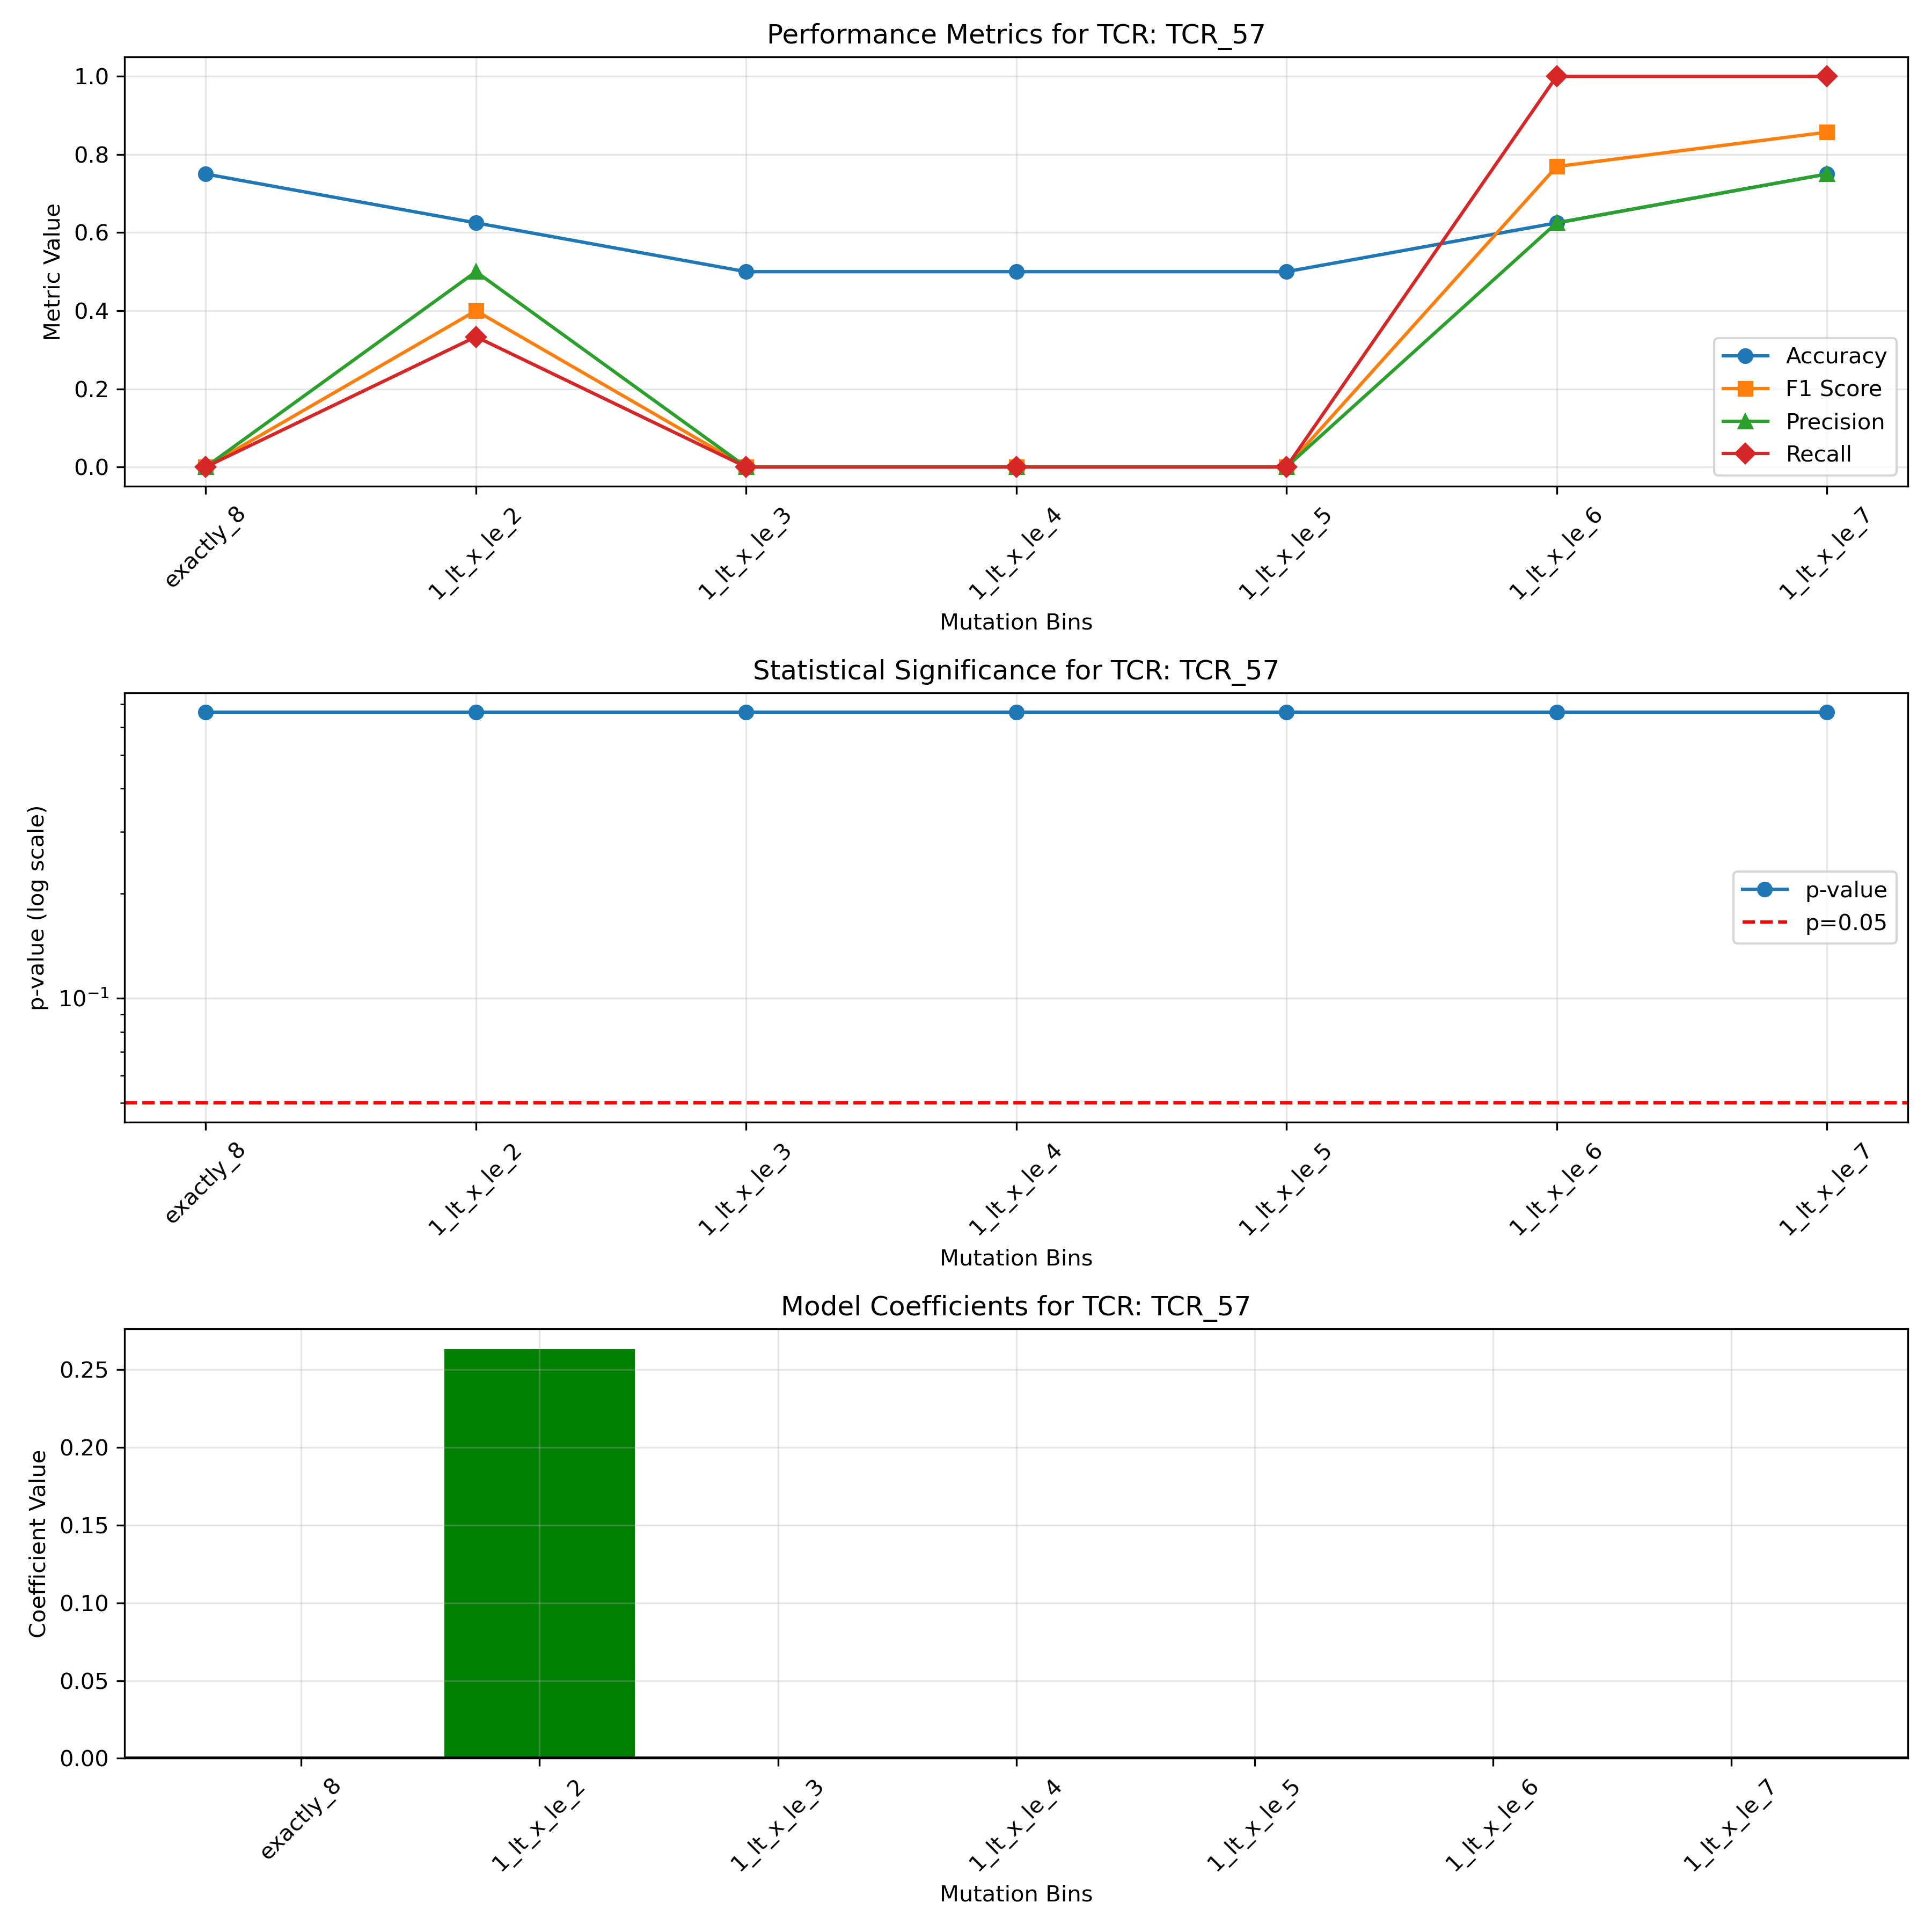 Performance Metrics for TCR: TCR_57
Metric Value
1.0
0.8
0.6
0.4
0.2
0.0
Accuracy
F1 Score
Precision
Recall
exactly_8
1_lt_x_le_2
1_lt_x_le_3
1_lt_x_le_4
1_lt_x_le_5
1_lt_x_le_6
1_lt_x_le_7
Mutation Bins
Statistical Significance for TCR: TCR_57
p-value (log scale)
10⁻¹
p-value
p=0.05
exactly_8
1_lt_x_le_2
1_lt_x_le_3
1_lt_x_le_4
1_lt_x_le_5
1_lt_x_le_6
1_lt_x_le_7
Mutation Bins
Model Coefficients for TCR: TCR_57
Coefficient Value
0.25
0.20
0.15
0.10
0.05
0.00
exactly_8
1_lt_x_le_2
1_lt_x_le_3
1_lt_x_le_4
1_lt_x_le_5
1_lt_x_le_6
1_lt_x_le_7
Mutation Bins